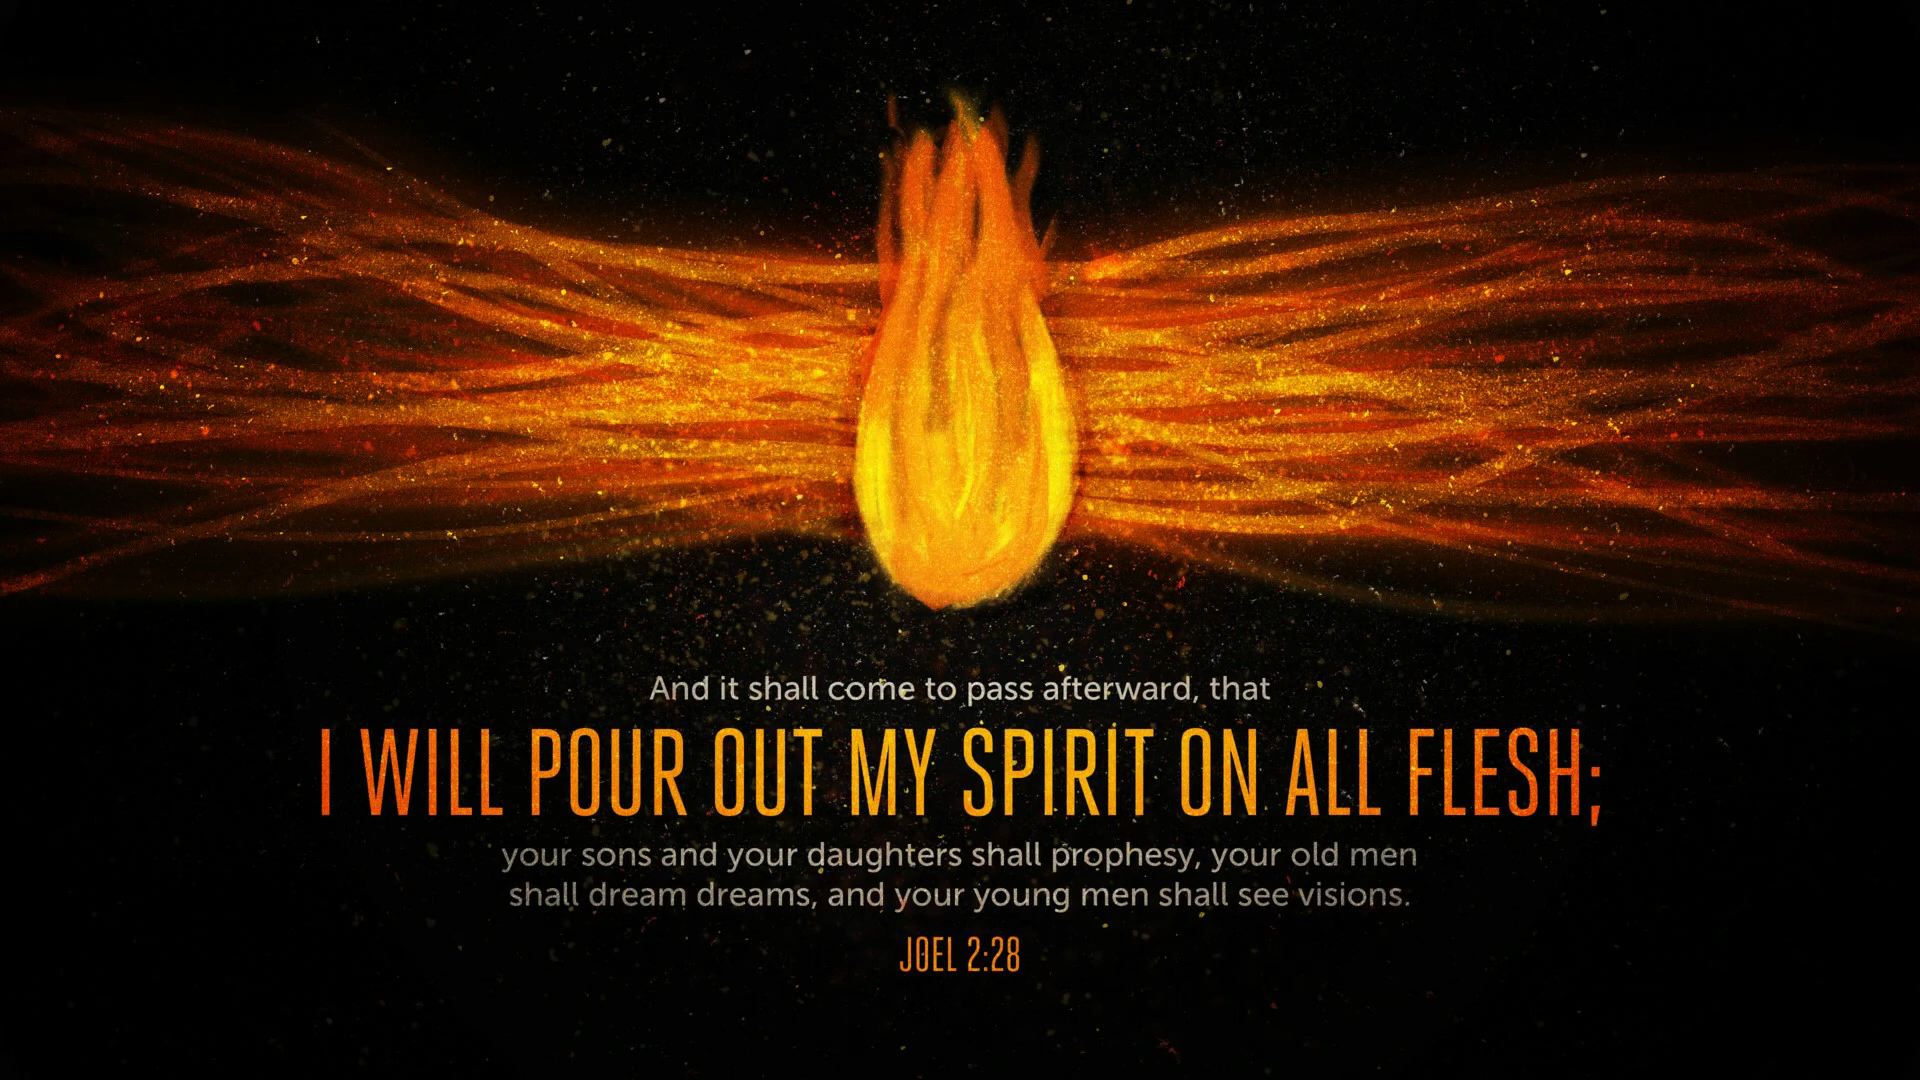 And it shall come to pass afterward, that
I WILL POUR OUT MY SPIRIT ON ALL FLESH;
your sons and your daughters shall prophesy, your old men
shall dream dreams, and your young men shall see visions.
JOEL 2:28